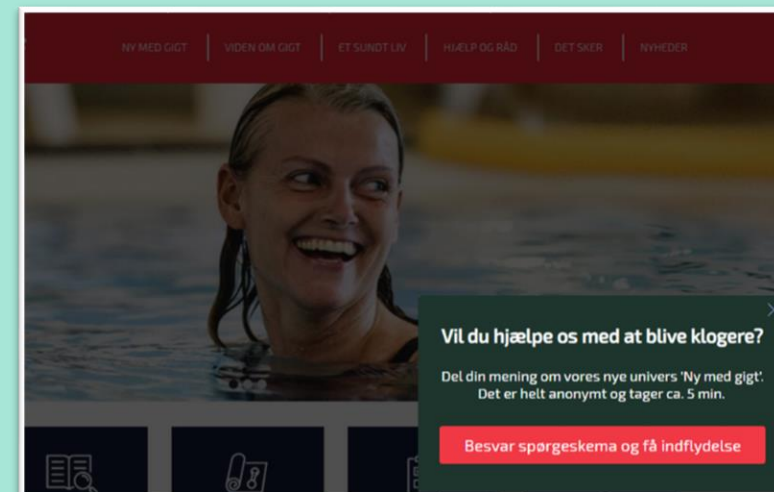 NY MED GIGT
VIDEN OM GIGT
ET SUNDT LIV
HJÆLP OG RÅD
DET SKER
NYHEDER
Vil du hjælpe os med at blive klogere?
Del din mening om vores nye univers 'Ny med gigt'.
Det er helt anonymt og tager ca. 5 min.
Besvar spørgeskema og få indflydelse